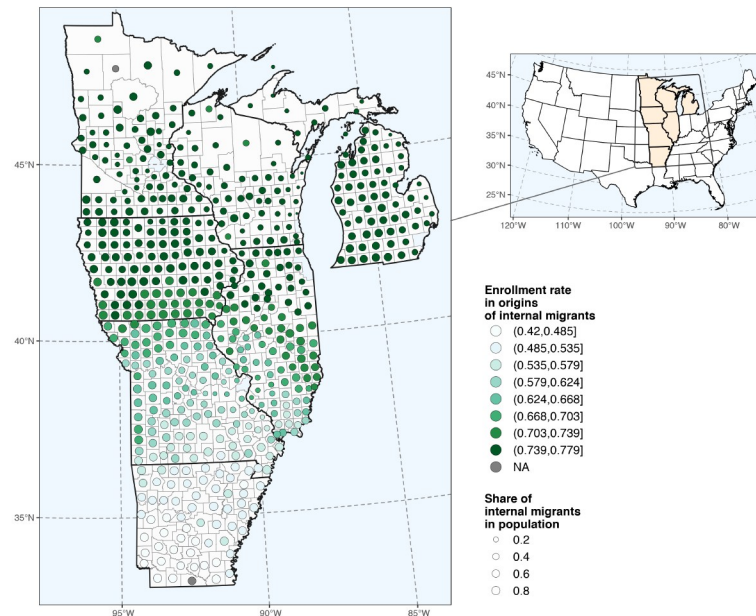 45°N
40°N
35°N
95°W
90°W
85°W
45°N
40°N
35°N
30°N
25°N
120°W
110°W
100°W
90°W
80°W
Enrollment rate
in origins
of internal migrants
(0.42,0.485]
(0.485,0.535]
(0.535,0.579]
(0.579,0.624]
(0.624,0.668]
(0.668,0.703]
(0.703,0.739]
(0.739,0.779]
NA
Share of
internal migrants
in population
0.2
0.4
0.6
0.8